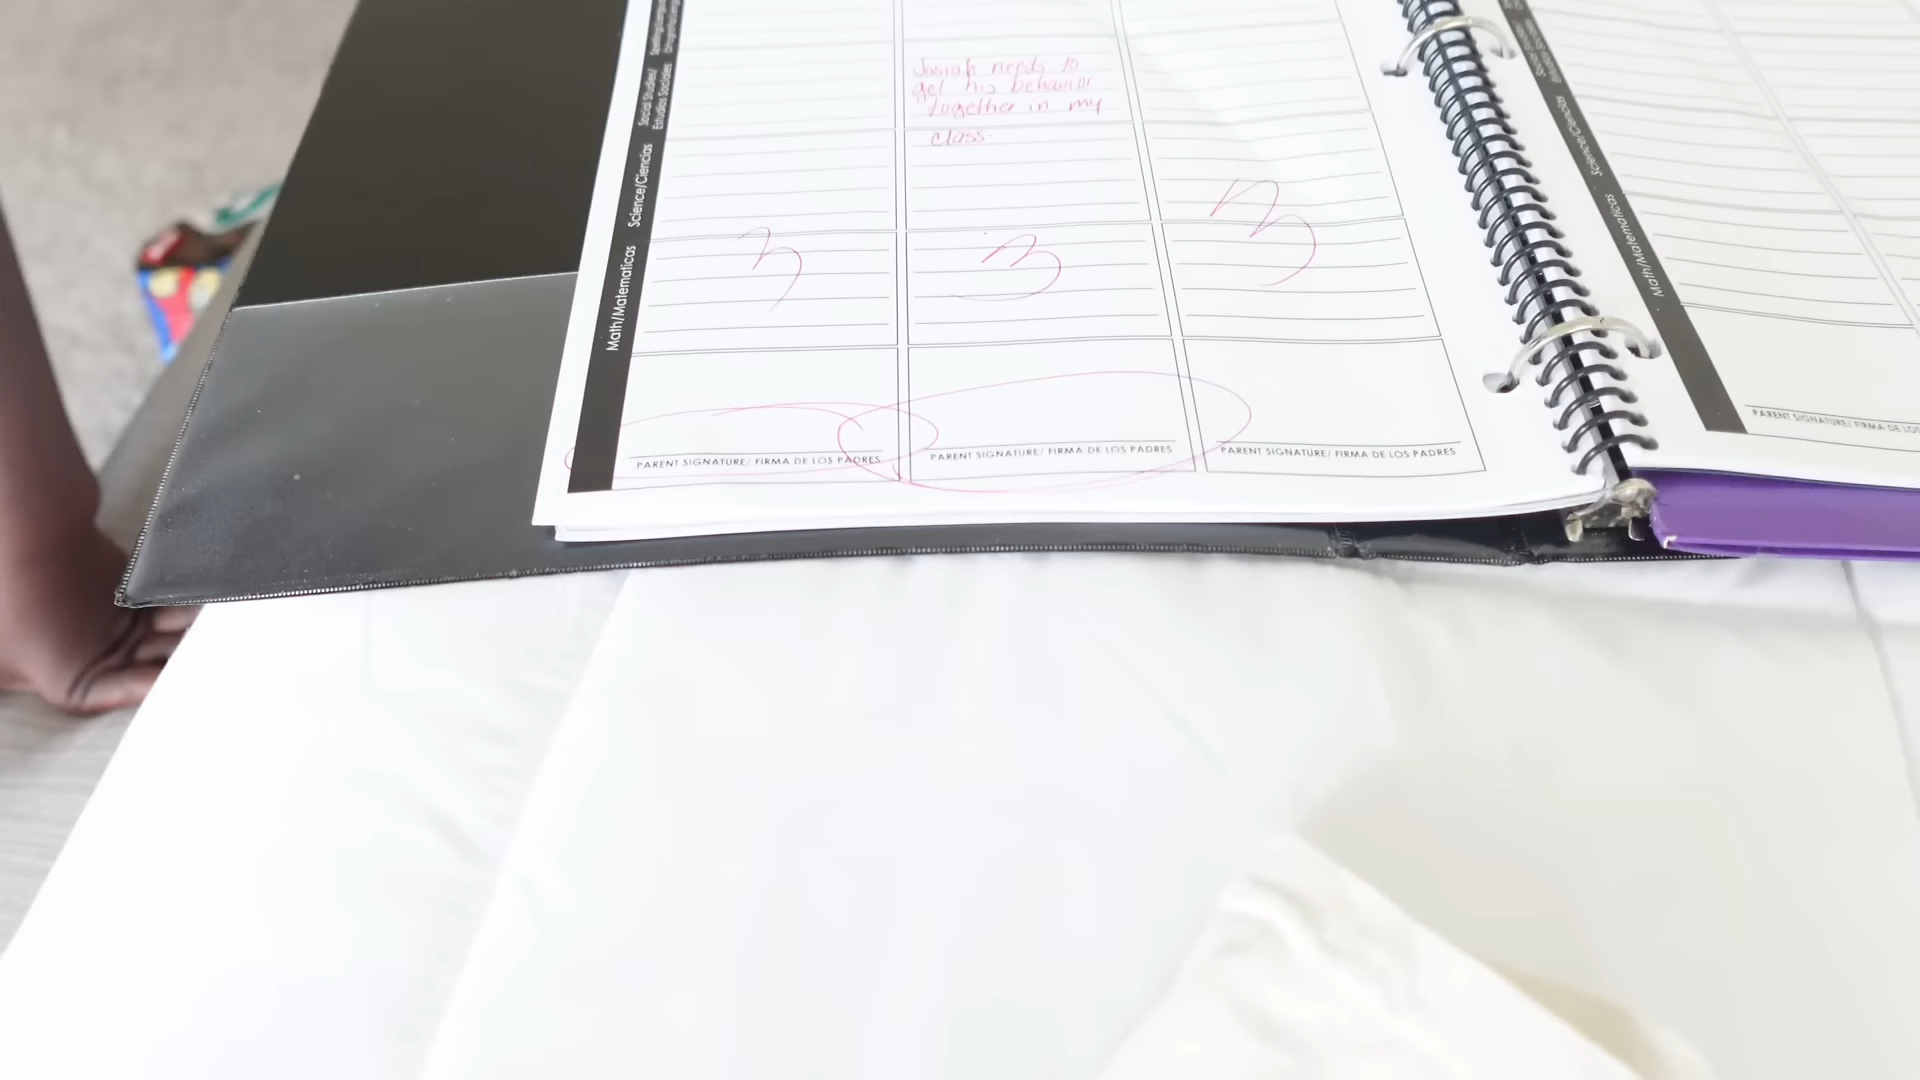 Social Studies/
Estudios Sociales
Science/Ciencias
Math/Matematicas
Josiah needs to
get his behavior
together in my
class.
3
3
3
PARENT SIGNATURE/ FIRMA DE LOS PADRES
PARENT SIGNATURE/ FIRMA DE LOS PADRES
PARENT SIGNATURE/ FIRMA DE LOS PADRES
Science/Ciencias
Math/Matematicas
PARENT SIGNATURE/ FIRMA DE LOS